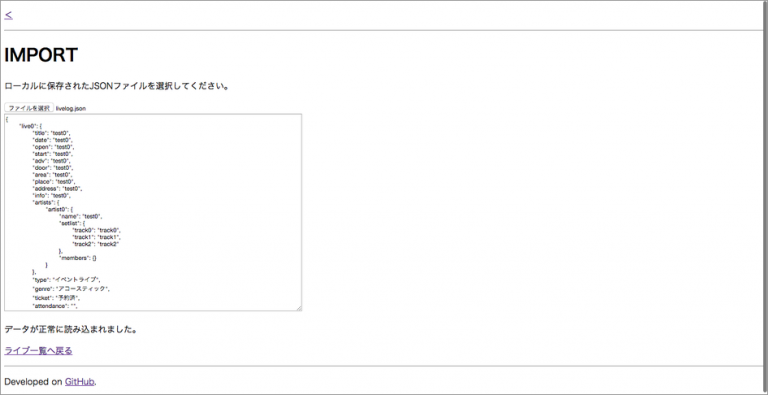 <
IMPORT
ローカルに保存されたJSONファイルを選択してください。
ファイルを選択 livelog.json
{
"live0": {
"title": "test0",
"date": "test0",
"open": "test0",
"start": "test0",
"adv": "test0",
"door": "test0",
"area": "test0",
"place": "test0",
"address": "test0",
"info": "test0",
"artists": {
"artist0": {
"name": "test0",
"setlist": {
"track0": "track0",
"track1": "track1",
"track2": "track2"
},
"members": {}
}
},
"type": "イベントライブ",
"genre": "アコースティック",
"ticket": "予約済",
"attendance": "",
データが正常に読み込まれました。
ライブ一覧へ戻る
Developed on GitHub.